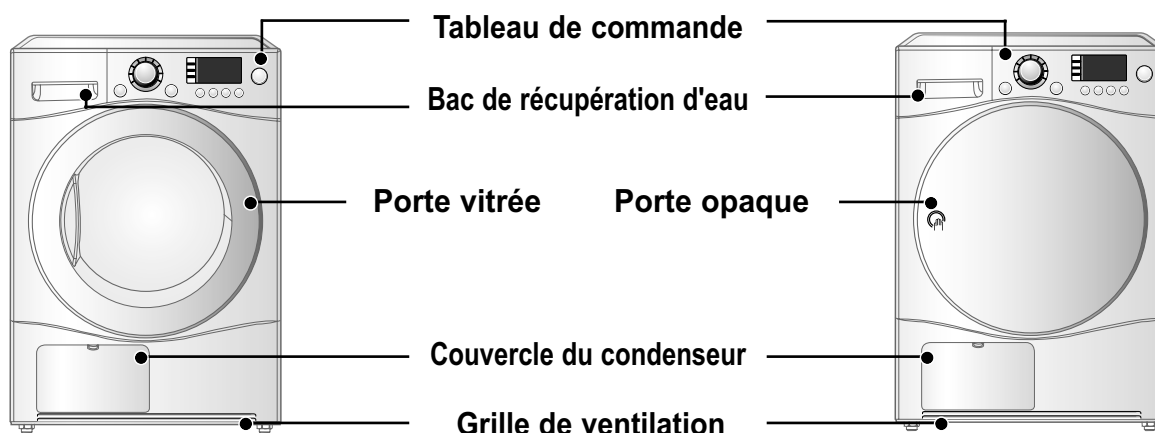 Tableau de commande
Bac de récupération d'eau
Porte vitrée
Porte opaque
Couvercle du condenseur
Grille de ventilation